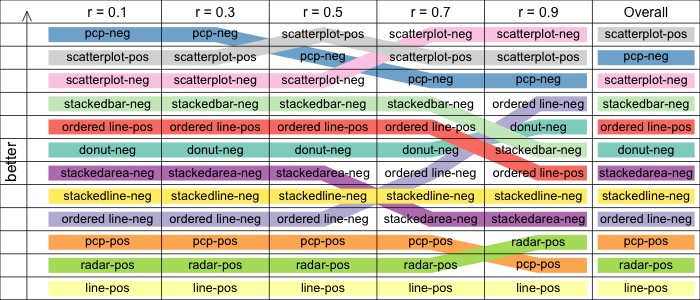 r = 0.1 r = 0.3 r = 0.5 r = 0.7 r = 0.9 Overall
pcp-neg pcp-neg scatterplot-pos scatterplot-neg scatterplot-neg scatterplot-pos
scatterplot-pos scatterplot-pos pcp-neg scatterplot-pos scatterplot-pos pcp-neg
scatterplot-neg scatterplot-neg scatterplot-neg pcp-neg pcp-neg scatterplot-neg
stackedbar-neg stackedbar-neg stackedbar-neg stackedbar-neg ordered line-neg stackedbar-neg
ordered line-pos ordered line-pos ordered line-pos ordered line-pos donut-neg ordered line-pos
donut-neg donut-neg donut-neg donut-neg stackedbar-neg donut-neg
stackedarea-neg stackedarea-neg stackedarea-neg ordered line-neg ordered line-pos stackedarea-neg
stackedline-neg stackedline-neg stackedline-neg stackedline-neg stackedline-neg stackedline-neg
ordered line-neg ordered line-neg ordered line-neg stackedarea-neg stackedarea-neg ordered line-neg
pcp-pos pcp-pos pcp-pos pcp-pos radar-pos pcp-pos
radar-pos radar-pos radar-pos radar-pos pcp-pos radar-pos
line-pos line-pos line-pos line-pos line-pos line-pos
better